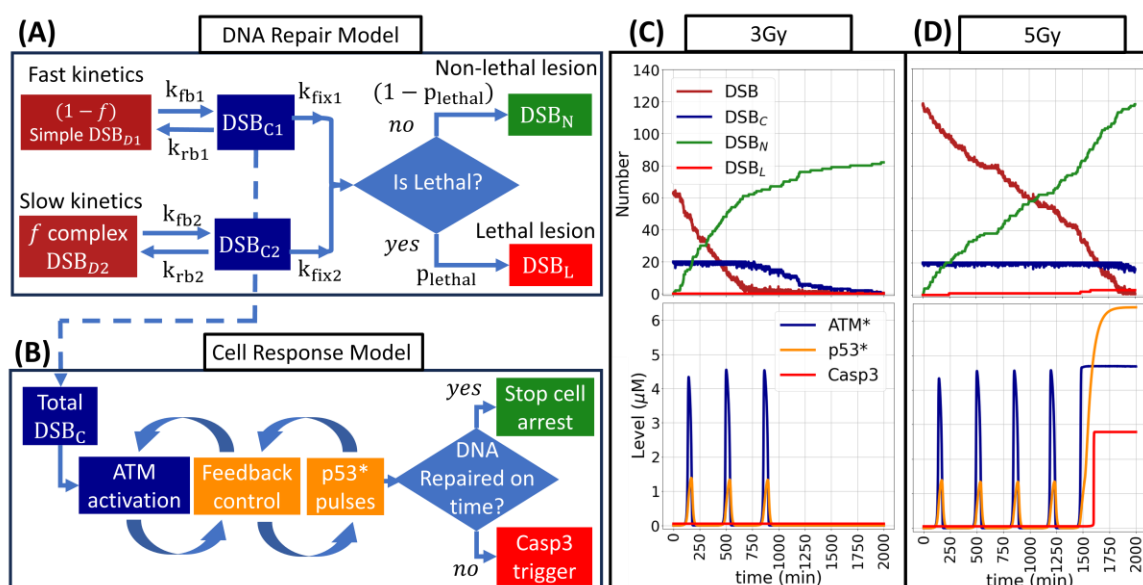 (A)
DNA Repair Model
Fast kinetics
(1 − f)
Simple DSB_D1
k_fb1
k_rb1
DSB_C1
k_fix1
(1 − p_lethal)
no
Non-lethal lesion
DSB_N
Is Lethal?
Slow kinetics
f complex
DSB_D2
k_fb2
k_rb2
DSB_C2
k_fix2
yes
p_lethal
Lethal lesion
DSB_L
(B)
Cell Response Model
Total
DSB_C
ATM
activation
Feedback
control
p53*
pulses
yes
Stop cell
arrest
DNA
Repaired on
time?
no
Casp3
trigger
(C)
3Gy
140
120
100
80
60
40
20
0
Number
DSB
DSB_C
DSB_N
DSB_L
6
5
4
3
2
1
0
Level (μM)
ATM*
p53*
Casp3
0 250 500 750 1000 1250 1500 1750 2000
time (min)
(D)
5Gy
0 250 500 750 1000 1250 1500 1750 2000
time (min)